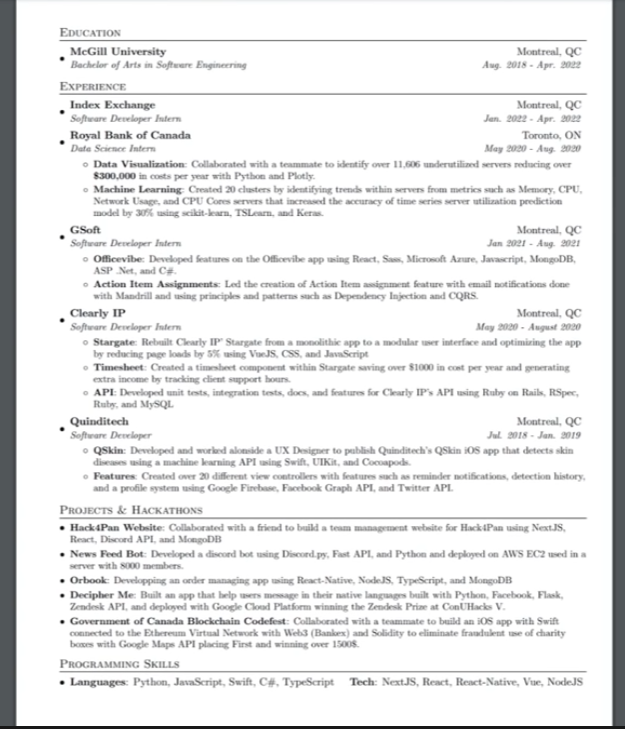 EDUCATION
• McGill University Montreal, QC
Bachelor of Arts in Software Engineering Aug. 2018 - Apr. 2022
EXPERIENCE
• Index Exchange Montreal, QC
Software Developer Intern Jan. 2022 - Apr. 2022
• Royal Bank of Canada Toronto, ON
Data Science Intern May 2020 - Aug. 2020
◦ Data Visualization: Collaborated with a teammate to identify over 11,606 underutilized servers reducing over
$300,000 in costs per year with Python and Plotly.
◦ Machine Learning: Created 20 clusters by identifying trends within servers from metrics such as Memory, CPU,
Network Usage, and CPU Cores servers that increased the accuracy of time series server utilization prediction
model by 30% using scikit-learn, TSLearn, and Keras.
• GSoft Montreal, QC
Software Developer Intern Jan 2021 - Aug. 2021
◦ Officevibe: Developed features on the Officevibe app using React, Sass, Microsoft Azure, Javascript, MongoDB,
ASP .Net, and C#.
◦ Action Item Assignments: Led the creation of Action Item assignment feature with email notifications done
with Mandrill and using principles and patterns such as Dependency Injection and CQRS.
• Clearly IP Montreal, QC
Software Developer Intern May 2020 - August 2020
◦ Stargate: Rebuilt Clearly IP' Stargate from a monolithic app to a modular user interface and optimizing the app
by reducing page loads by 5% using VueJS, CSS, and JavaScript
◦ Timesheet: Created a timesheet component within Stargate saving over $1000 in cost per year and generating
extra income by tracking client support hours.
◦ API: Developed unit tests, integration tests, docs, and features for Clearly IP's API using Ruby on Rails, RSpec,
Ruby, and MySQL
• Quinditech Montreal, QC
Software Developer Jul. 2018 - Jan. 2019
◦ QSkin: Developed and worked alonside a UX Designer to publish Quinditech's QSkin iOS app that detects skin
diseases using a machine learning API using Swift, UIKit, and Cocoapods.
◦ Features: Created over 20 different view controllers with features such as reminder notifications, detection history,
and a profile system using Google Firebase, Facebook Graph API, and Twitter API.
PROJECTS & HACKATHONS
• Hack4Pan Website: Collaborated with a friend to build a team management website for Hack4Pan using NextJS,
React, Discord API, and MongoDB
• News Feed Bot: Developed a discord bot using Discord.py, Fast API, and Python and deployed on AWS EC2 used in a
server with 8000 members.
• Orbook: Developping an order managing app using React-Native, NodeJS, TypeScript, and MongoDB
• Decipher Me: Built an app that help users message in their native languages built with Python, Facebook, Flask,
Zendesk API, and deployed with Google Cloud Platform winning the Zendesk Prize at ConUHacks V.
• Government of Canada Blockchain Codefest: Collaborated with a teammate to build an iOS app with Swift
connected to the Ethereum Virtual Network with Web3 (Bankex) and Solidity to eliminate fraudulent use of charity
boxes with Google Maps API placing First and winning over 1500$.
PROGRAMMING SKILLS
• Languages: Python, JavaScript, Swift, C#, TypeScript Tech: NextJS, React, React-Native, Vue, NodeJS